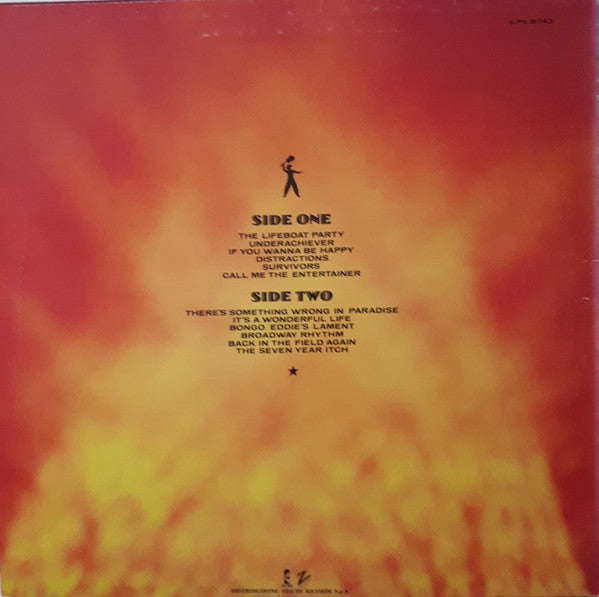 ILPS 19743
SIDE ONE
THE LIFEBOAT PARTY
UNDERACHIEVER
IF YOU WANNA BE HAPPY
DISTRACTIONS
SURVIVORS
CALL ME THE ENTERTAINER
SIDE TWO
THERE'S SOMETHING WRONG IN PARADISE
IT'S A WONDERFUL LIFE
BONGO EDDIE'S LAMENT
BROADWAY RHYTHM
BACK IN THE FIELD AGAIN
THE SEVEN YEAR ITCH
DISTRIBUZIONE DISCHI RICORDI S.p.A.